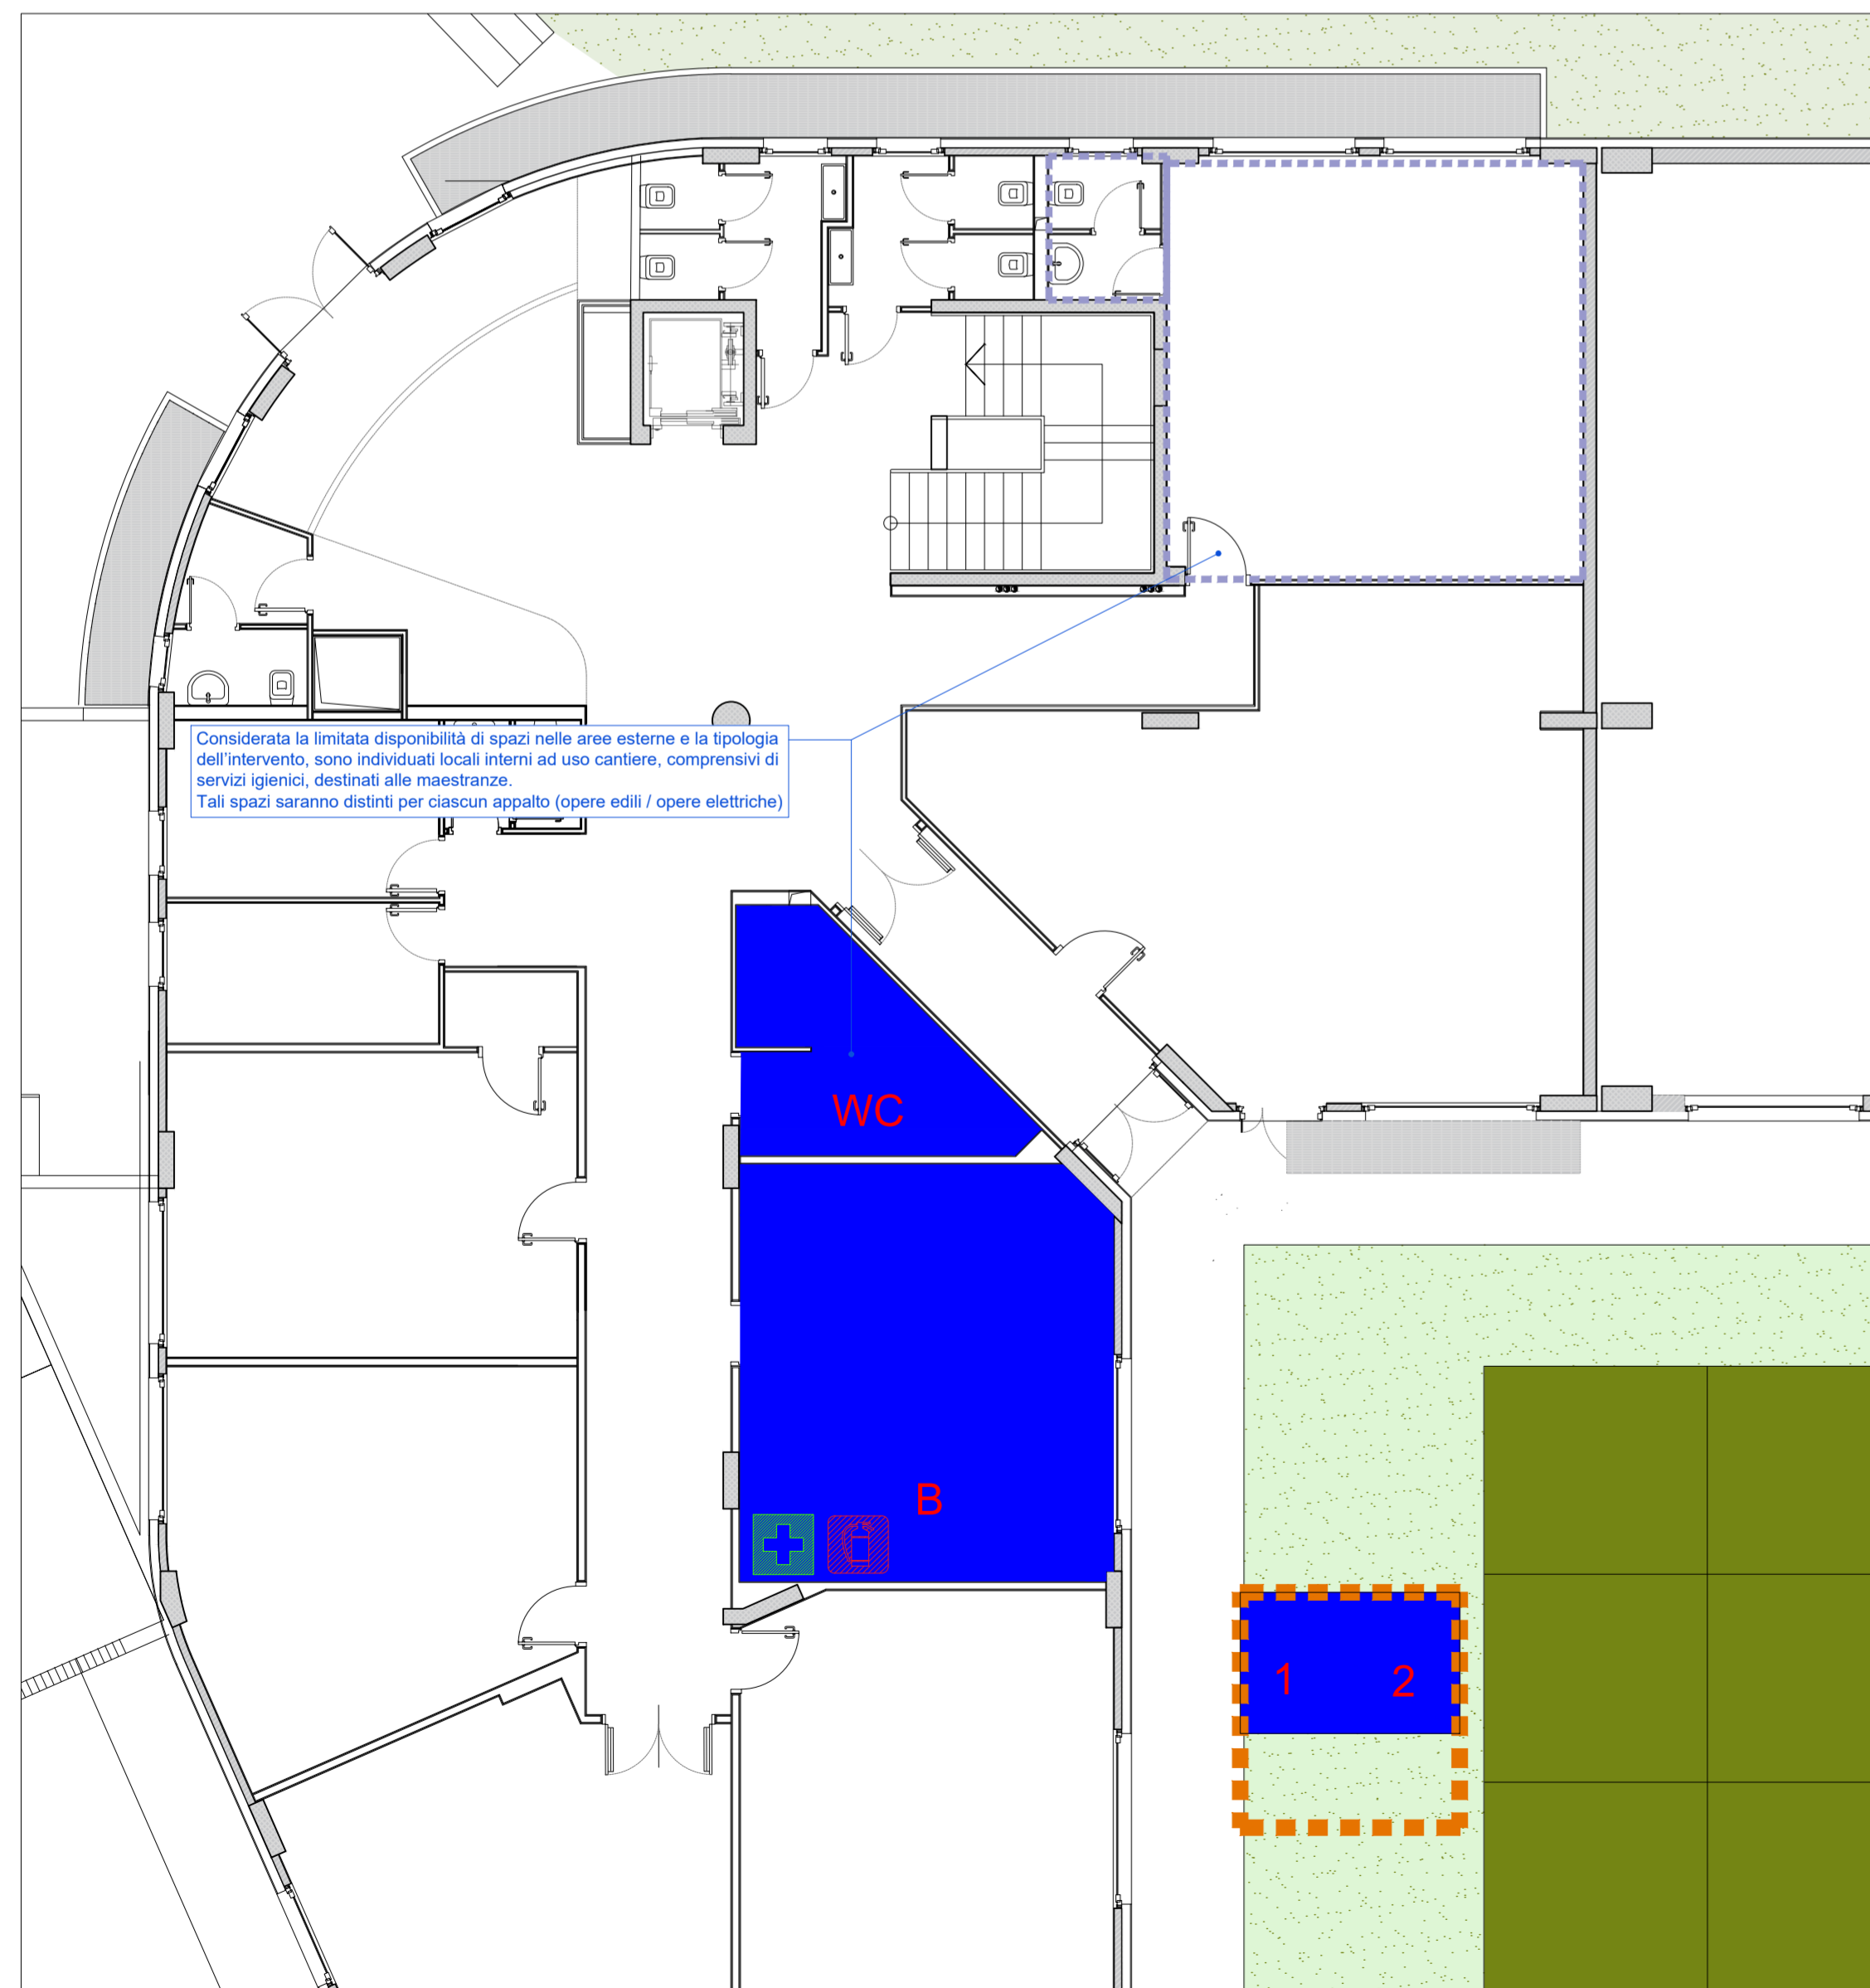 Considerata la limitata disponibilità di spazi nelle aree esterne e la tipologia
dell'intervento, sono individuati locali interni ad uso cantiere, comprensivi di
servizi igienici, destinati alle maestranze.
Tali spazi saranno distinti per ciascun appalto (opere edili / opere elettriche)
WC
B
1 2